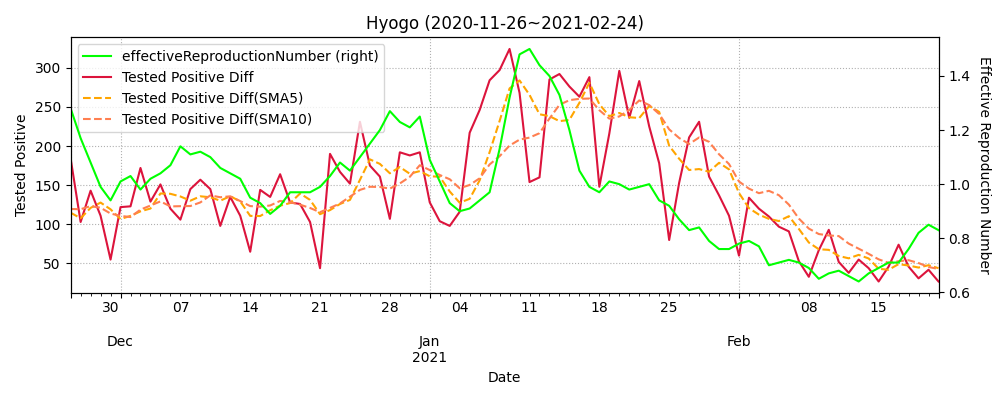 Hyogo (2020-11-26~2021-02-24)
effectiveReproductionNumber (right)
Tested Positive Diff
Tested Positive Diff(SMA5)
Tested Positive Diff(SMA10)
300
250
200
150
100
50
Tested Positive
1.4
1.2
1.0
0.8
0.6
Effective Reproduction Number
30 07 14 21 28 04 11 18 25 08 15
Dec Jan Feb
2021
Date